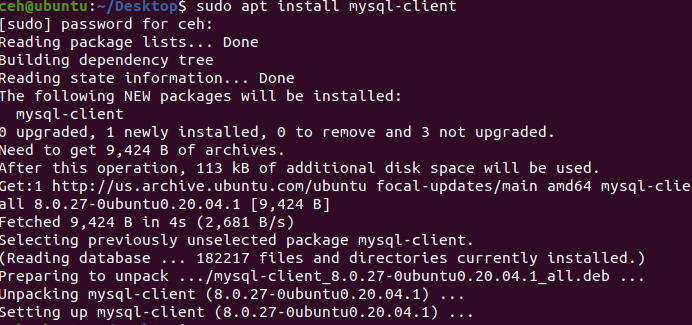 ceh@ubuntu:~/Desktop$ sudo apt install mysql-client
[sudo] password for ceh:
Reading package lists... Done
Building dependency tree
Reading state information... Done
The following NEW packages will be installed:
  mysql-client
0 upgraded, 1 newly installed, 0 to remove and 3 not upgraded.
Need to get 9,424 B of archives.
After this operation, 113 kB of additional disk space will be used.
Get:1 http://us.archive.ubuntu.com/ubuntu focal-updates/main amd64 mysql-clie
all 8.0.27-0ubuntu0.20.04.1 [9,424 B]
Fetched 9,424 B in 4s (2,681 B/s)
Selecting previously unselected package mysql-client.
(Reading database ... 182217 files and directories currently installed.)
Preparing to unpack .../mysql-client_8.0.27-0ubuntu0.20.04.1_all.deb ...
Unpacking mysql-client (8.0.27-0ubuntu0.20.04.1) ...
Setting up mysql-client (8.0.27-0ubuntu0.20.04.1) ...